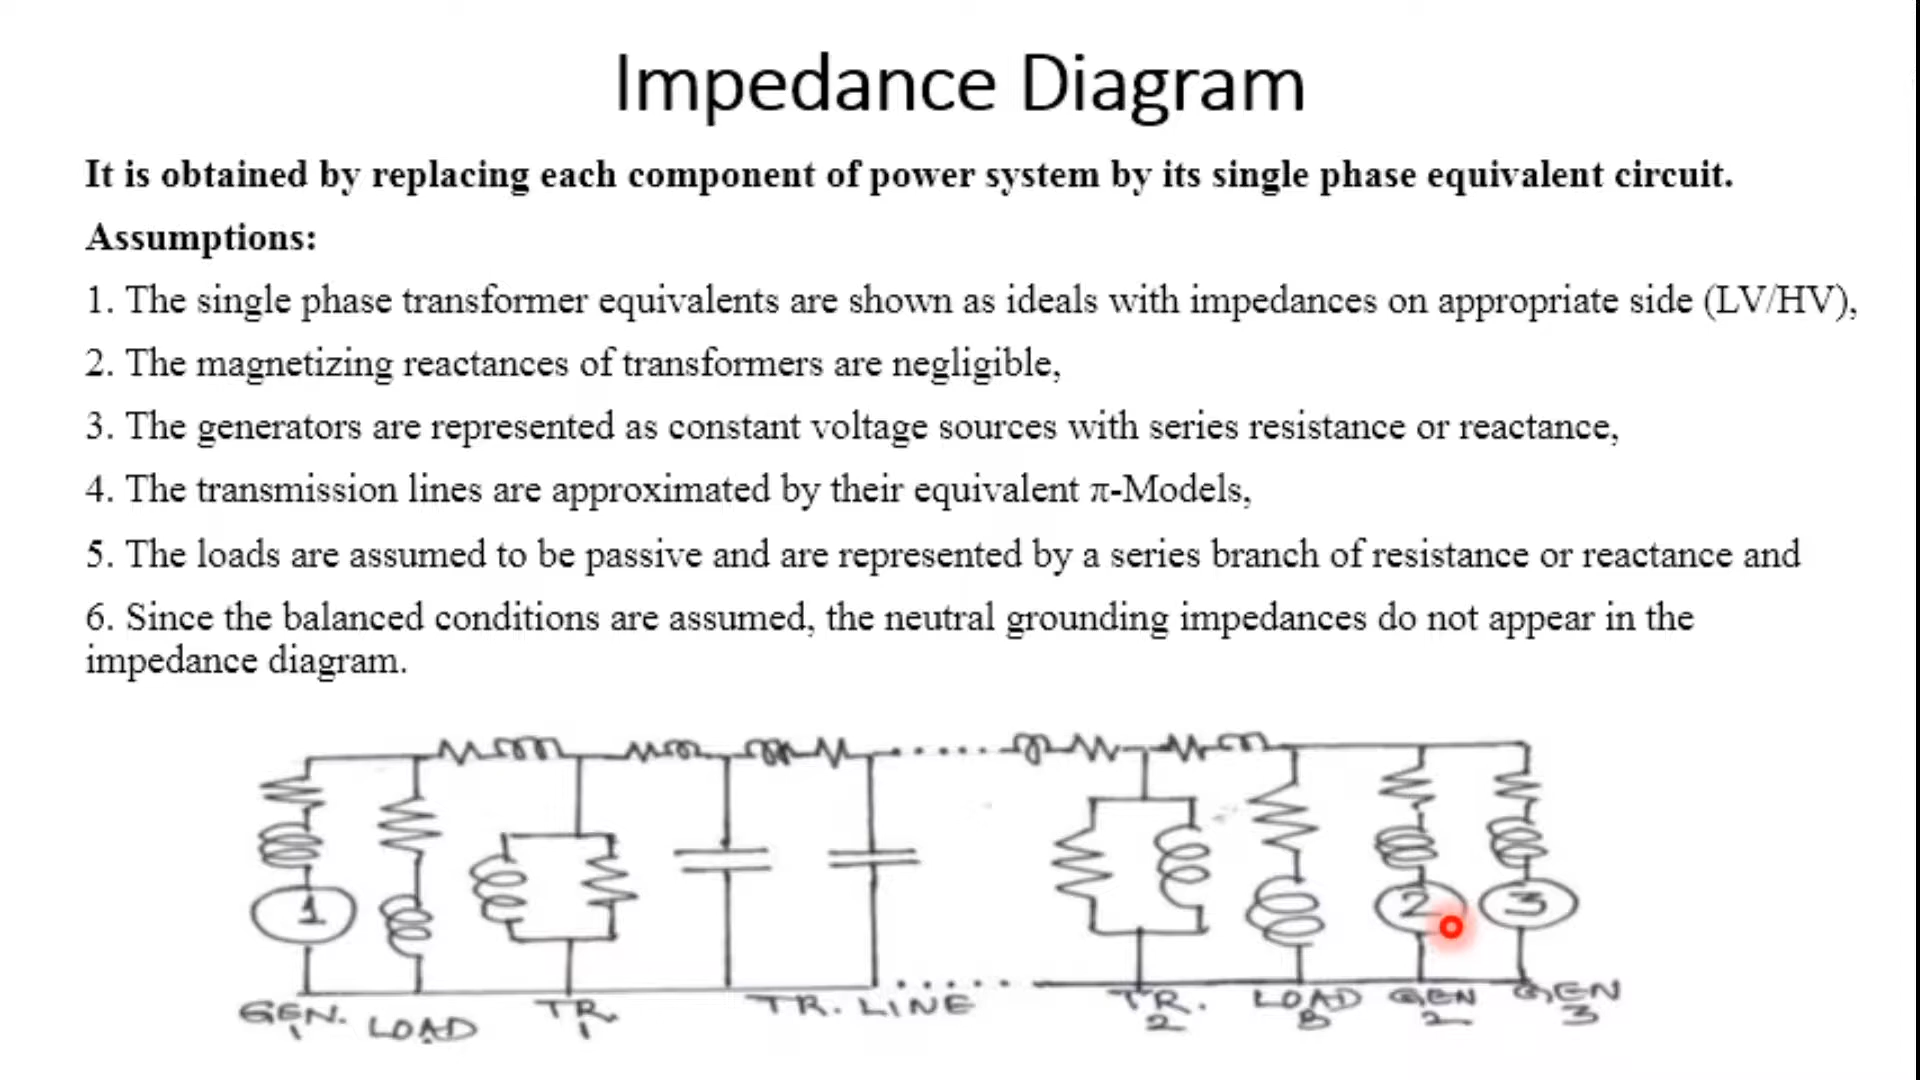 Impedance Diagram
It is obtained by replacing each component of power system by its single phase equivalent circuit.
Assumptions:
1. The single phase transformer equivalents are shown as ideals with impedances on appropriate side (LV/HV),
2. The magnetizing reactances of transformers are negligible,
3. The generators are represented as constant voltage sources with series resistance or reactance,
4. The transmission lines are approximated by their equivalent π-Models,
5. The loads are assumed to be passive and are represented by a series branch of resistance or reactance and
6. Since the balanced conditions are assumed, the neutral grounding impedances do not appear in the
impedance diagram.
1 2 3
GEN. LOAD TR. TR. LINE TR. LOAD GEN GEN
1 1 2 B 2 3